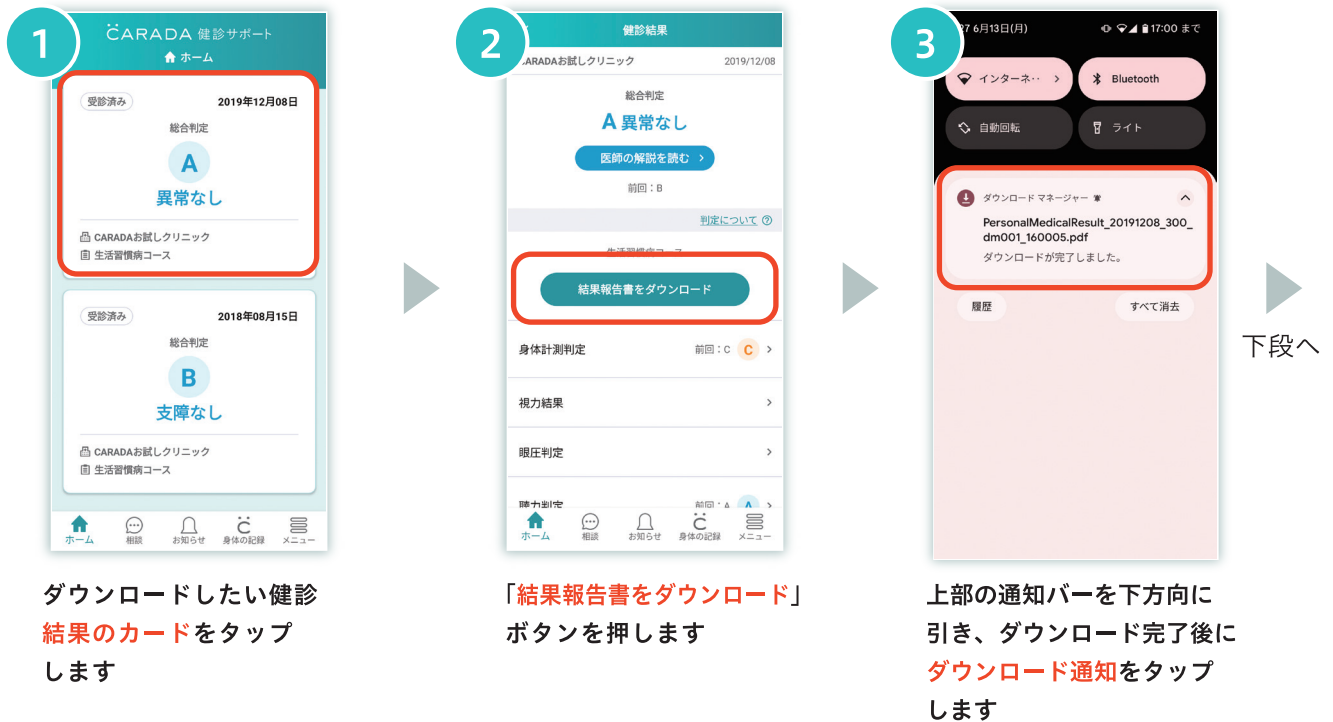 1
CARADA 健診サポート
ホーム
受診済み 2019年12月08日
総合判定
A
異常なし
CARADAお試しクリニック
生活習慣病コース
受診済み 2018年08月15日
総合判定
B
支障なし
CARADAお試しクリニック
生活習慣病コース
ホーム 相談 お知らせ 身体の記録 メニュー
ダウンロードしたい健診
結果のカードをタップ
します
2
健診結果
ARADAお試しクリニック 2019/12/08
総合判定
A 異常なし
医師の解説を読む
前回:B
判定について
生活習慣病コース
結果報告書をダウンロード
身体計測判定 前回:C C
視力結果
眼圧判定
聴力判定 前回:A A
ホーム 相談 お知らせ 身体の記録 メニュー
「結果報告書をダウンロード」
ボタンを押します
3
27 6月13日(月) 17:00 まで
インターネ‥ Bluetooth
自動回転 ライト
ダウンロード マネージャー
PersonalMedicalResult_20191208_300_
dm001_160005.pdf
ダウンロードが完了しました。
履歴 すべて消去
上部の通知バーを下方向に
引き、ダウンロード完了後に
ダウンロード通知をタップ
します
下段へ